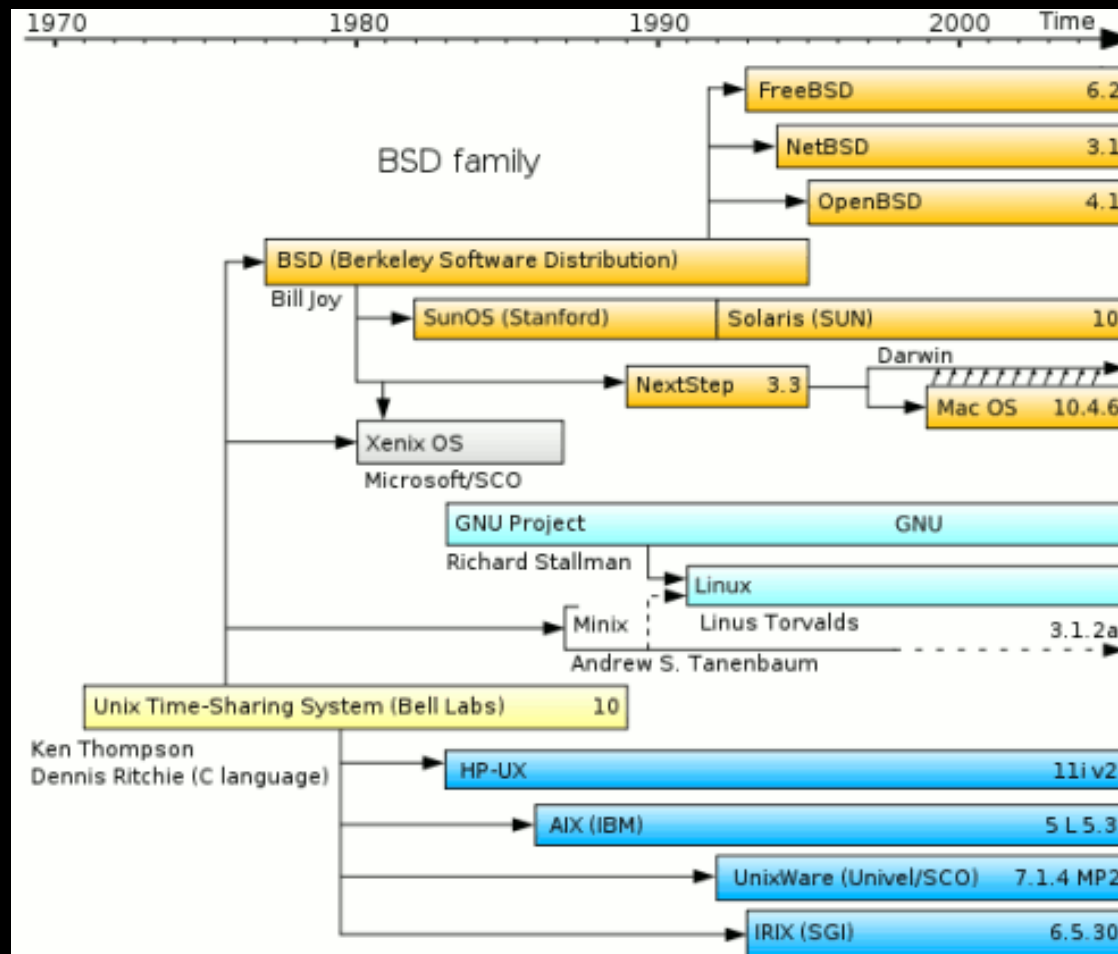 1970 1980 1990 2000 Time
FreeBSD 6.2
NetBSD 3.1
BSD family
OpenBSD 4.1
BSD (Berkeley Software Distribution)
Bill Joy
SunOS (Stanford) Solaris (SUN) 10
Darwin
NextStep 3.3
Mac OS 10.4.6
Xenix OS
Microsoft/SCO
GNU Project GNU
Richard Stallman
Linux
Linus Torvalds
Minix 3.1.2a
Andrew S. Tanenbaum
Unix Time-Sharing System (Bell Labs) 10
Ken Thompson
Dennis Ritchie (C language)
HP-UX 11i v2
AIX (IBM) 5 L 5.3
UnixWare (Univel/SCO) 7.1.4 MP2
IRIX (SGI) 6.5.30